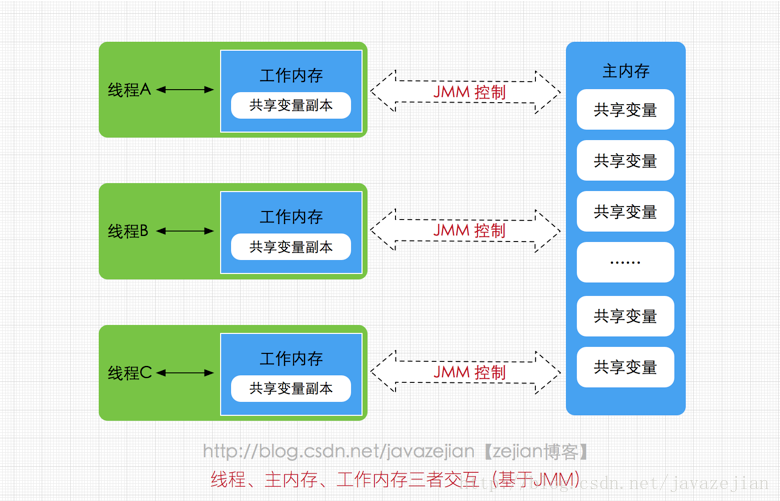 线程A
工作内存
共享变量副本
JMM 控制
线程B
工作内存
共享变量副本
JMM 控制
线程C
工作内存
共享变量副本
JMM 控制
主内存
共享变量
共享变量
共享变量
······
共享变量
共享变量
http://blog.csdn.net/javazejian【zejian博客】
线程、主内存、工作内存三者交互（基于JMM）
http://blog.csdn.net/javazejian